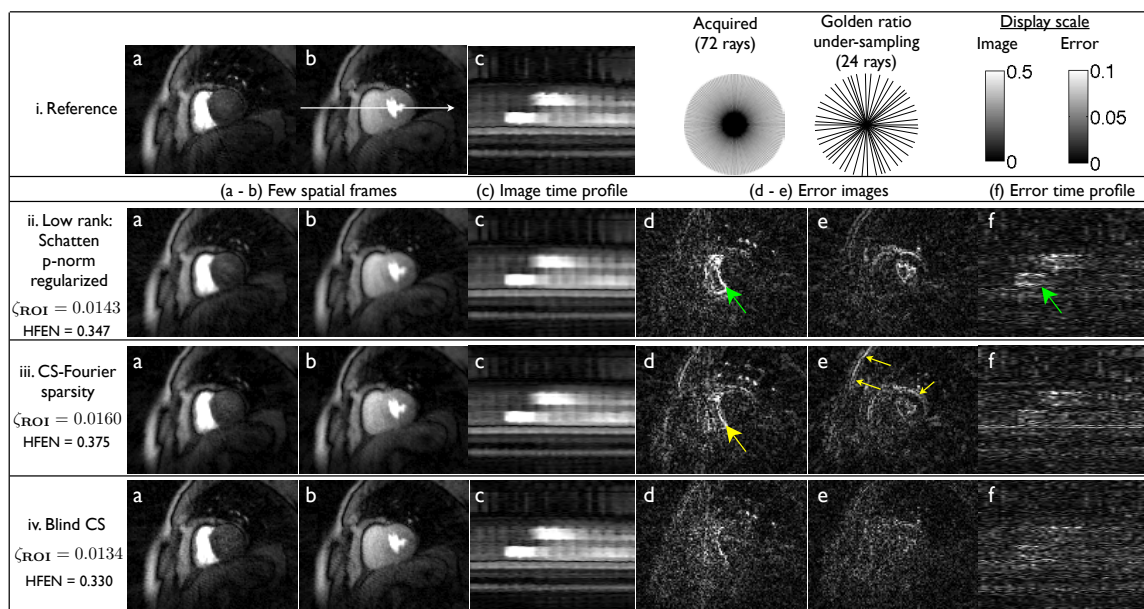 Acquired
(72 rays)
Golden ratio
under-sampling
(24 rays)
Display scale
Image
Error
0.5
0
0.1
0.05
0
i. Reference
a
b
c
(a - b) Few spatial frames
(c) Image time profile
(d - e) Error images
(f) Error time profile
ii. Low rank:
Schatten
p-norm
regularized
ζROI = 0.0143
HFEN = 0.347
a
b
c
d
e
f
iii. CS-Fourier
sparsity
ζROI = 0.0160
HFEN = 0.375
a
b
c
d
e
f
iv. Blind CS
ζROI = 0.0134
HFEN = 0.330
a
b
c
d
e
f